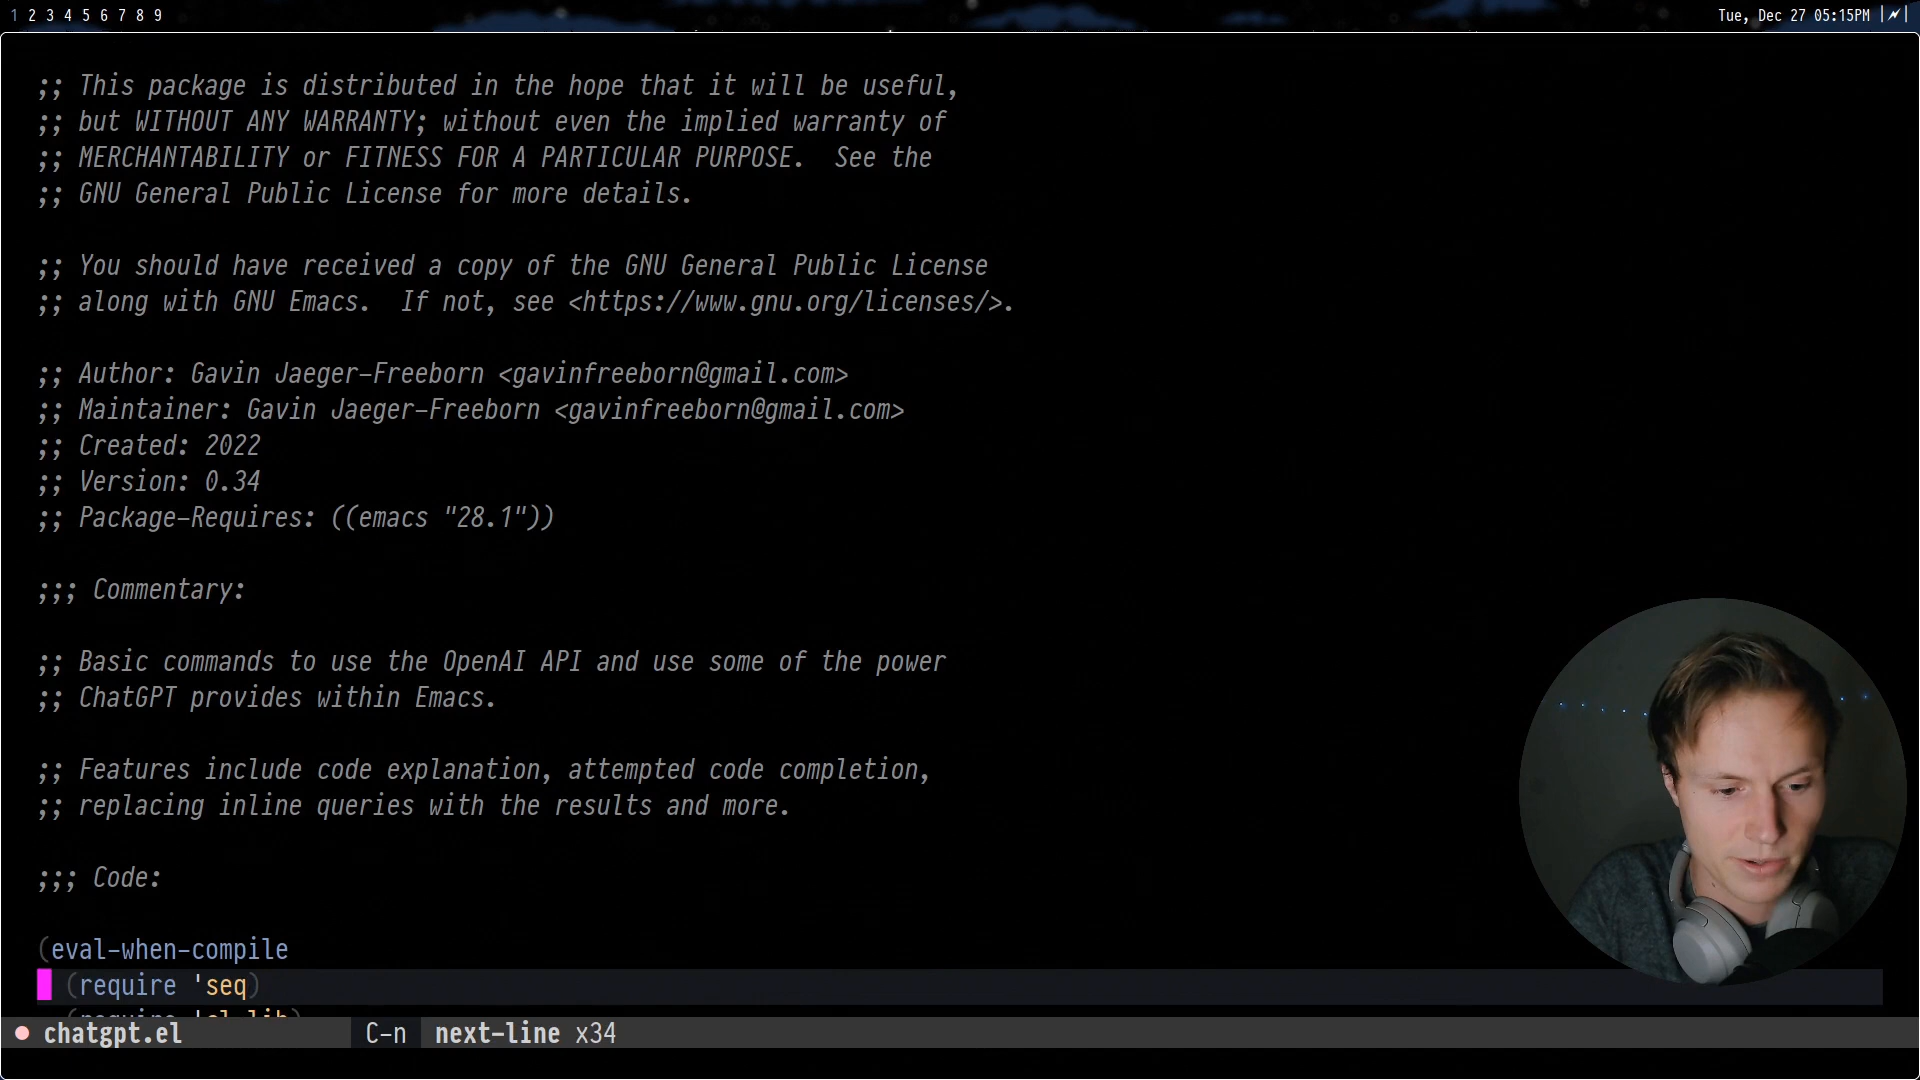 1 2 3 4 5 6 7 8 9
Tue, Dec 27 05:15PM
;; This package is distributed in the hope that it will be useful,
;; but WITHOUT ANY WARRANTY; without even the implied warranty of
;; MERCHANTABILITY or FITNESS FOR A PARTICULAR PURPOSE.  See the
;; GNU General Public License for more details.
;; You should have received a copy of the GNU General Public License
;; along with GNU Emacs.  If not, see <https://www.gnu.org/licenses/>.
;; Author: Gavin Jaeger-Freeborn <gavinfreeborn@gmail.com>
;; Maintainer: Gavin Jaeger-Freeborn <gavinfreeborn@gmail.com>
;; Created: 2022
;; Version: 0.34
;; Package-Requires: ((emacs "28.1"))
;;; Commentary:
;; Basic commands to use the OpenAI API and use some of the power
;; ChatGPT provides within Emacs.
;; Features include code explanation, attempted code completion,
;; replacing inline queries with the results and more.
;;; Code:
(eval-when-compile
(require 'seq)
(require 'cl-lib)
chatgpt.el C-n next-line x34